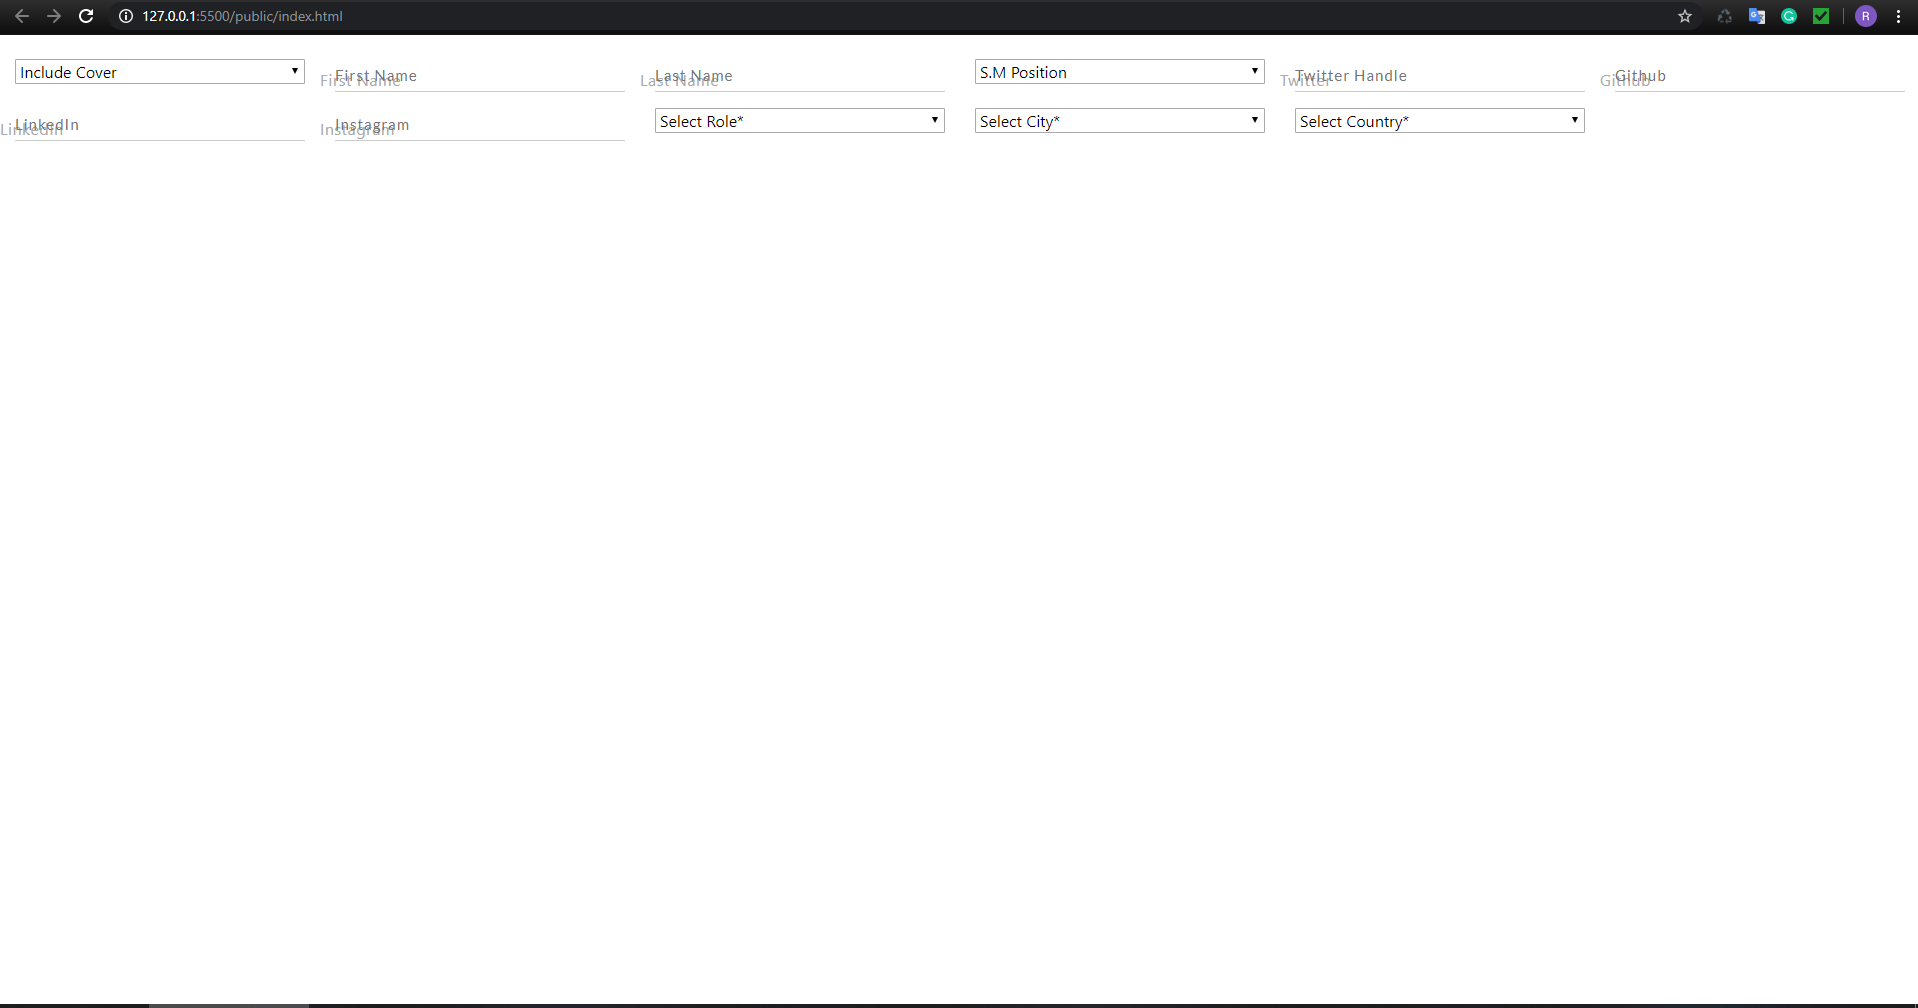 127.0.0.1:5500/public/index.html
R
Include Cover
First Name
First Name
Last Name
Last Name
S.M Position
Twitter Handle
Twitter
Github
Github
LinkedIn
LinkedIn
Instagram
Instagram
Select Role*
Select City*
Select Country*